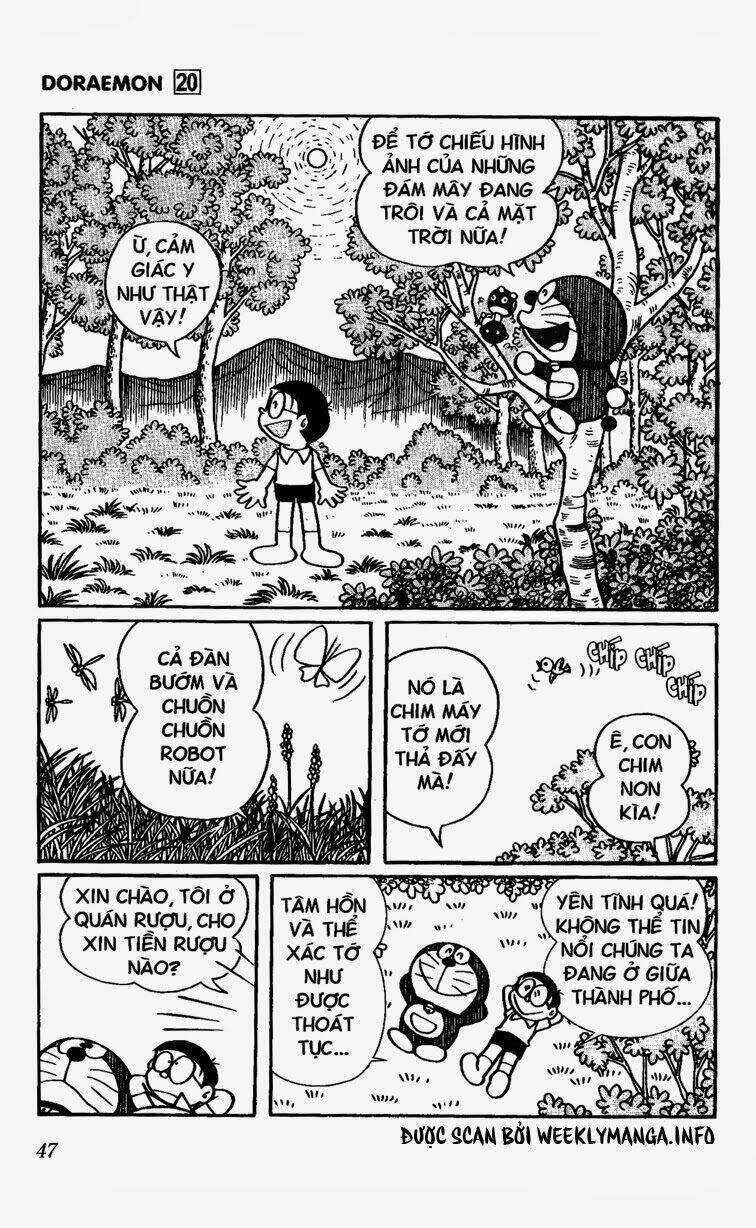 DORAEMON 20
ĐỂ TỚ CHIẾU HÌNH
ẢNH CỦA NHỮNG
ĐÁM MÂY ĐANG
TRÔI VÀ CẢ MẶT
TRỜI NỮA!
Ừ, CẢM
GIÁC Y
NHƯ THẬT
VẬY!
CHÍP CHÍP
CHÍP
Ê, CON
CHIM
NON
KÌA!
NÓ LÀ
CHIM MÁY
TỚ MỚI
THẢ ĐẤY
MÀ!
CẢ ĐÀN
BƯỚM VÀ
CHUỒN
CHUỒN
ROBOT
NỮA!
YÊN TĨNH QUÁ!
KHÔNG THỂ TIN
NỔI CHÚNG TA
ĐANG Ở GIỮA
THÀNH PHỐ...
TÂM HỒN
VÀ THỂ
XÁC TỚ
NHƯ
ĐƯỢC
THOÁT
TỤC...
XIN CHÀO, TÔI Ở
QUÁN RƯỢU, CHO
XIN TIỀN RƯỢU
NÀO?
ĐƯỢC SCAN BỞI WEEKLYMANGA.INFO
47